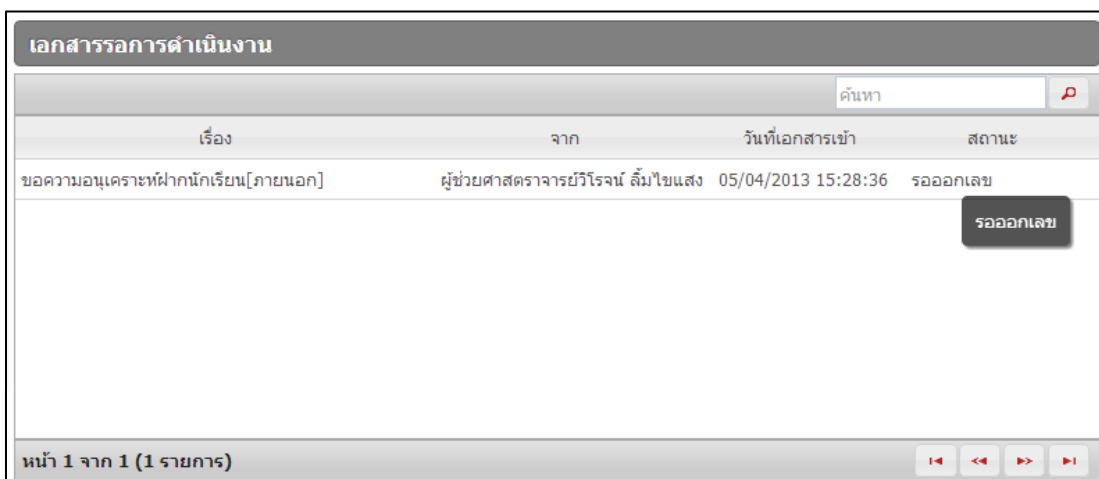 เอกสารรอการดำเนินงาน
ค้นหา
เรื่อง จาก วันที่เอกสารเข้า สถานะ
ขอความอนุเคราะห์ฝากนักเรียน[ภายนอก] ผู้ช่วยศาสตราจารย์วิโรจน์ ลิ้มไขแสง 05/04/2013 15:28:36 รอออกเลข
รอออกเลข
หน้า 1 จาก 1 (1 รายการ)